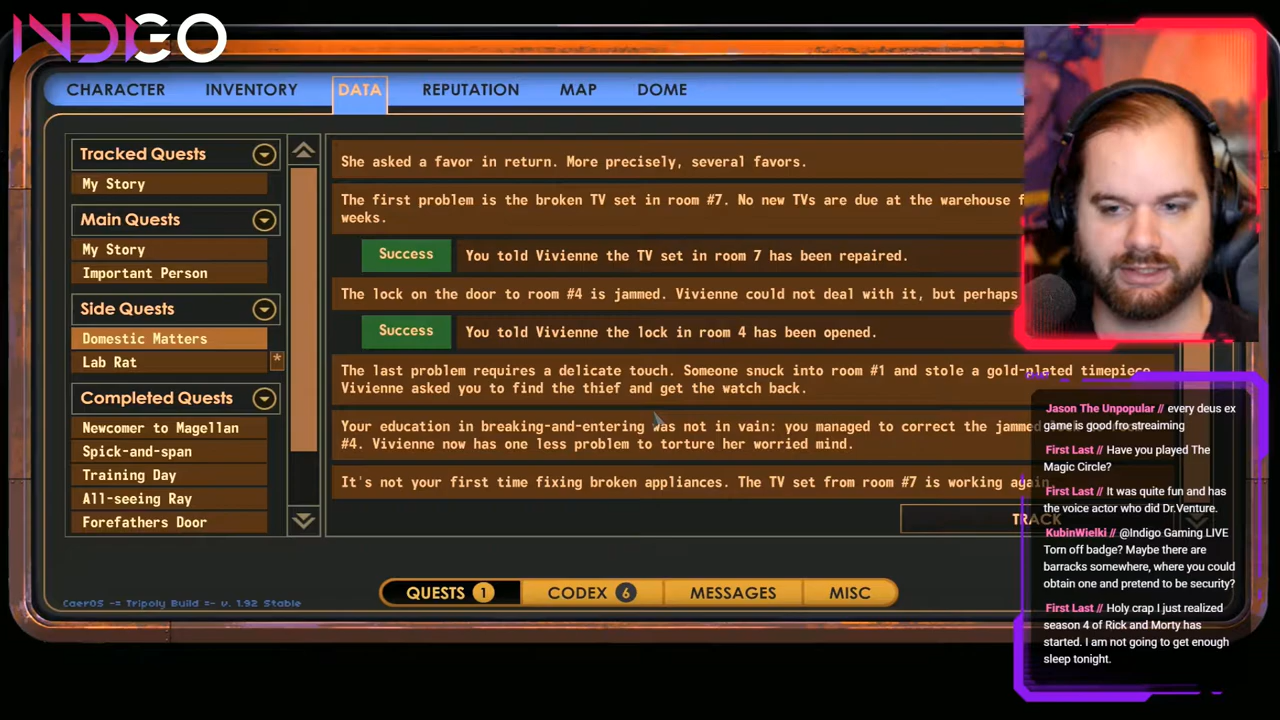 INDIGO
CHARACTER INVENTORY DATA REPUTATION MAP DOME
Tracked Quests
My Story
Main Quests
My Story
Important Person
Side Quests
Domestic Matters
Lab Rat *
Completed Quests
Newcomer to Magellan
Spick-and-span
Training Day
All-seeing Ray
Forefathers Door
She asked a favor in return. More precisely, several favors.
The first problem is the broken TV set in room #7. No new TVs are due at the warehouse
weeks.
Success You told Vivienne the TV set in room 7 has been repaired.
The lock on the door to room #4 is jammed. Vivienne could not deal with it, but perhaps
Success You told Vivienne the lock in room 4 has been opened.
The last problem requires a delicate touch. Someone snuck into room #1 and stole a gold-plated timepiece.
Vivienne asked you to find the thief and get the watch back.
Your education in breaking-and-entering was not in vain: you managed to correct the jammed
#4. Vivienne now has one less problem to torture her worried mind.
It's not your first time fixing broken appliances. The TV set from room #7 is working again.
TRACK
QUESTS 1 CODEX 6 MESSAGES MISC
CaerOS -= Tripoly Build =- v. 1.92 Stable
Jason The Unpopular // every deus ex
game is good fro streaming
First Last // Have you played The
Magic Circle?
First Last // It was quite fun and has
the voice actor who did Dr.Venture.
KubinWielki // @Indigo Gaming LIVE
Torn off badge? Maybe there are
barracks somewhere, where you could
obtain one and pretend to be security?
First Last // Holy crap I just realized
season 4 of Rick and Morty has
started. I am not going to get enough
sleep tonight.